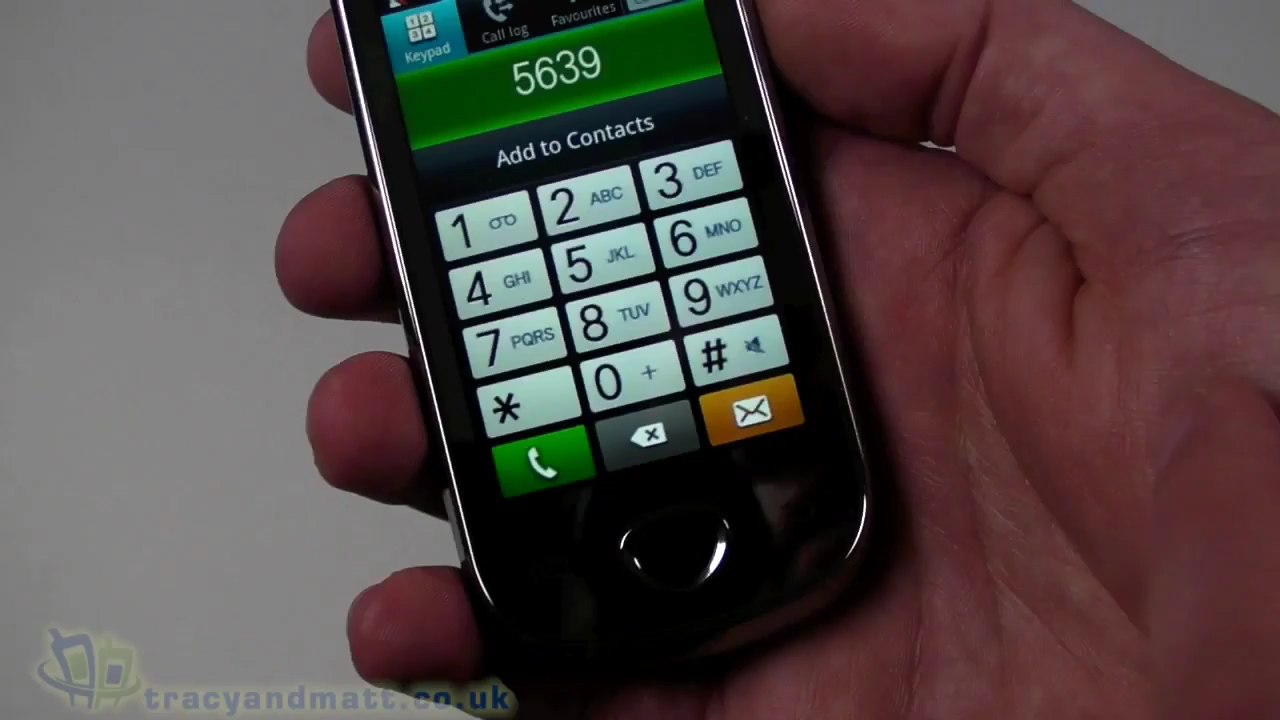 Keypad
Call log
Favourites
5639
Add to Contacts
1
2 ABC
3 DEF
4 GHI
5 JKL
6 MNO
7 PQRS
8 TUV
9 WXYZ
*
0 +
#
tracyandmatt.co.uk